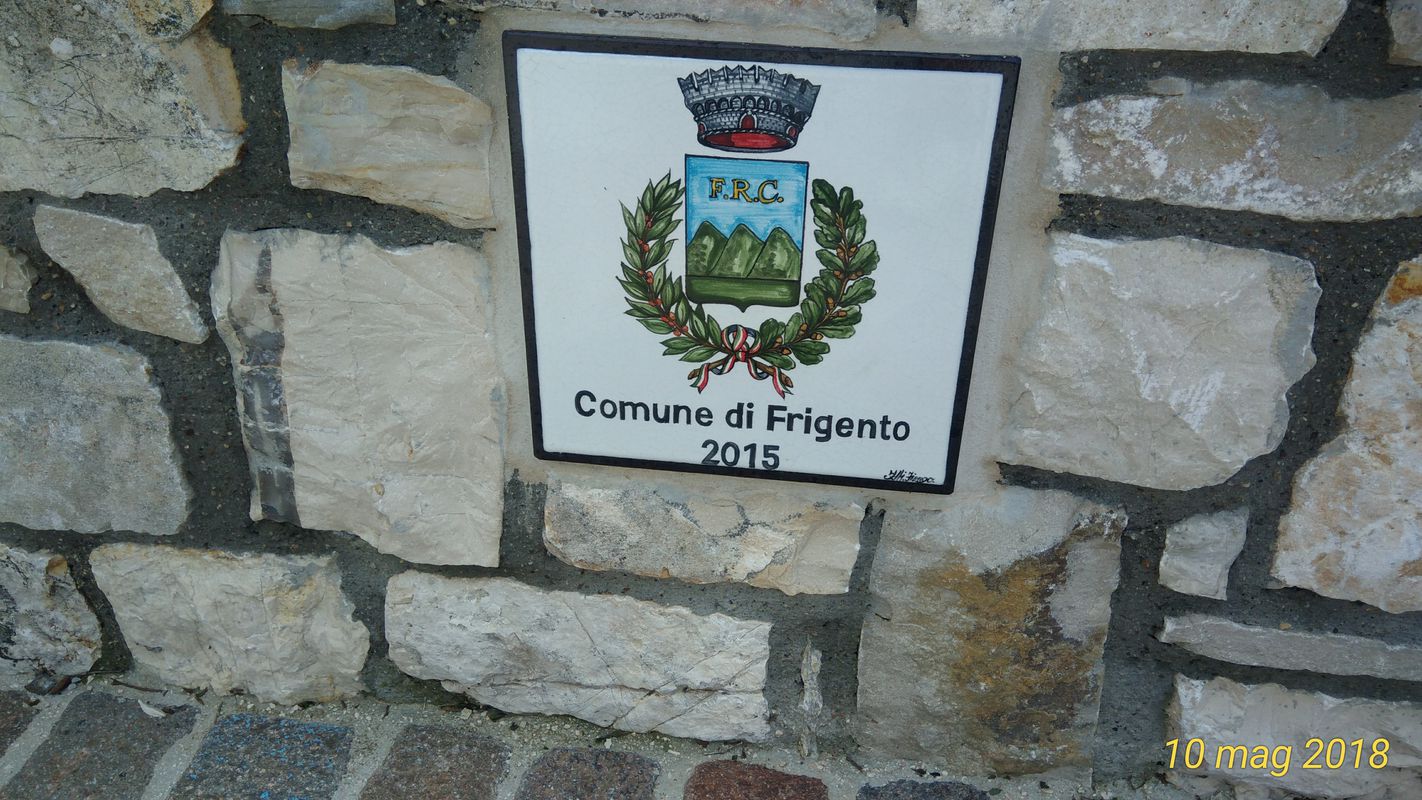 F.R.C.
Comune di Frigento
2015
10 mag 2018